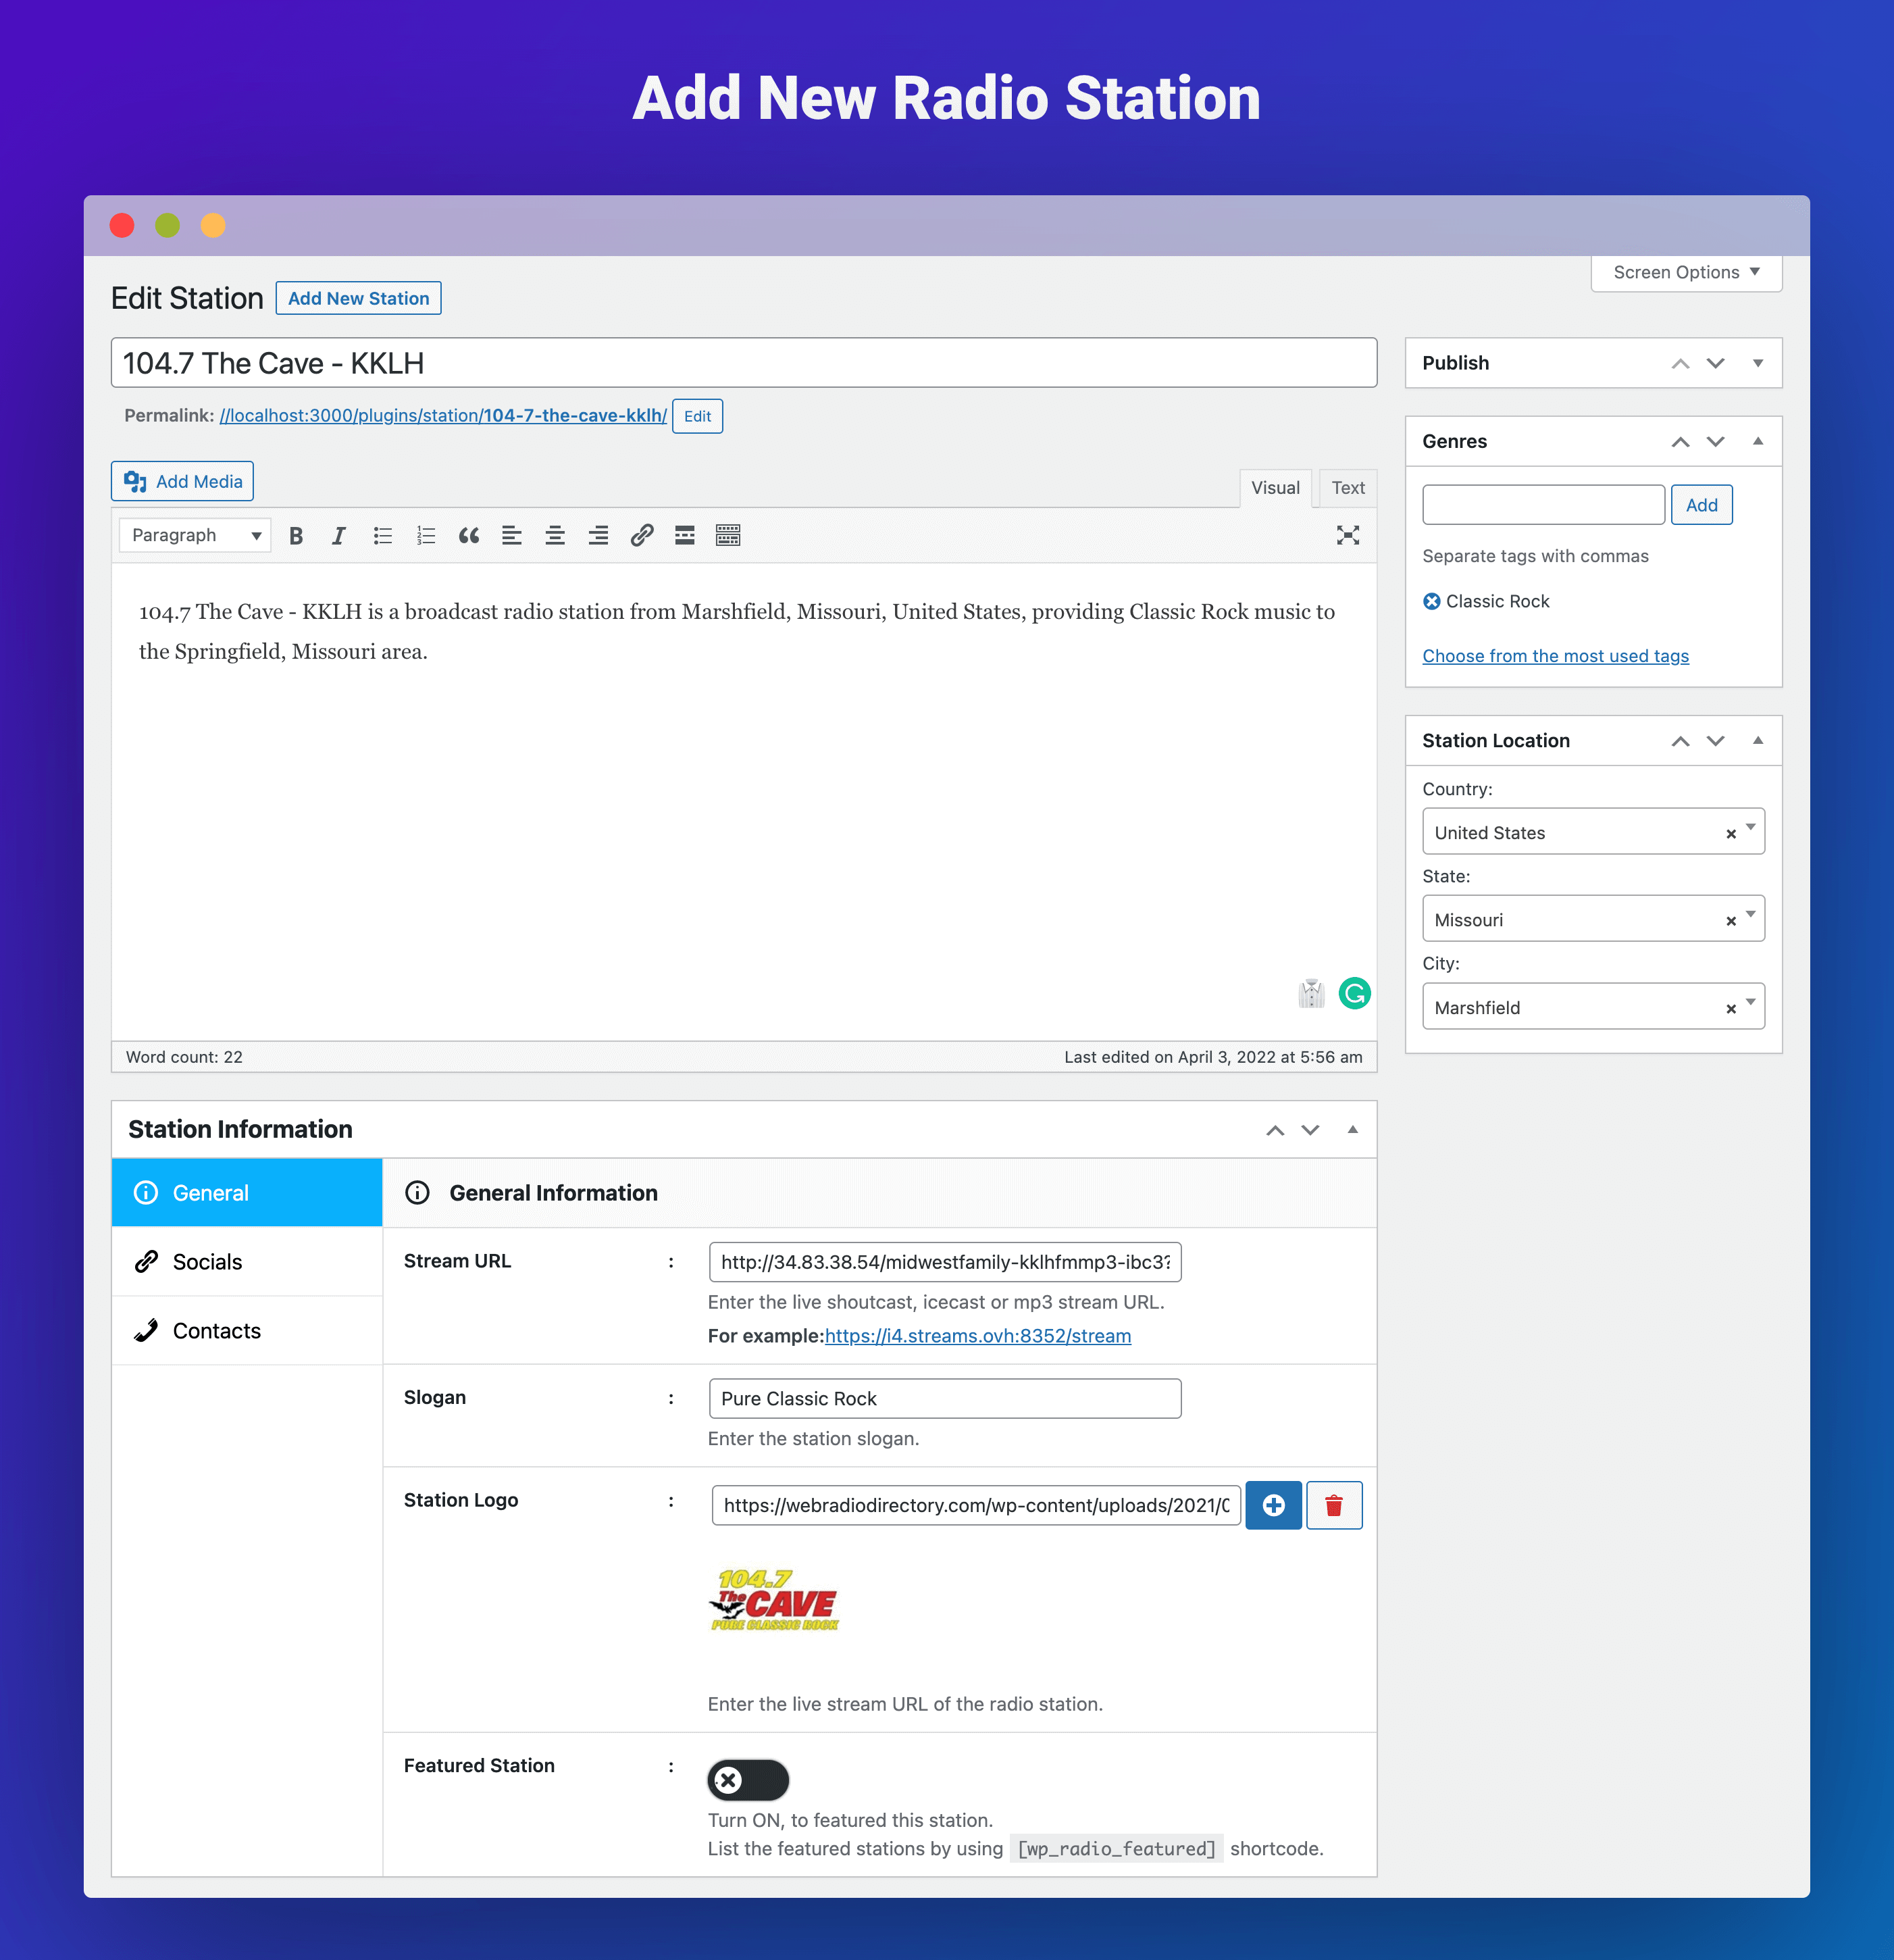 Add New Radio Station
Screen Options
Edit Station
Add New Station
104.7 The Cave - KKLH
Permalink: //localhost:3000/plugins/station/104-7-the-cave-kklh/ Edit
Add Media
Visual
Text
Paragraph
104.7 The Cave - KKLH is a broadcast radio station from Marshfield, Missouri, United States, providing Classic Rock music to
the Springfield, Missouri area.
Word count: 22
Last edited on April 3, 2022 at 5:56 am
Publish
Genres
Add
Separate tags with commas
Classic Rock
Choose from the most used tags
Station Location
Country:
United States
State:
Missouri
City:
Marshfield
Station Information
General
Socials
Contacts
General Information
Stream URL :
http://34.83.38.54/midwestfamily-kklhfmmp3-ibc3?
Enter the live shoutcast, icecast or mp3 stream URL.
For example:https://i4.streams.ovh:8352/stream
Slogan :
Pure Classic Rock
Enter the station slogan.
Station Logo :
https://webradiodirectory.com/wp-content/uploads/2021/0
104.7
The CAVE
PURE CLASSIC ROCK
Enter the live stream URL of the radio station.
Featured Station :
Turn ON, to featured this station.
List the featured stations by using [wp_radio_featured] shortcode.